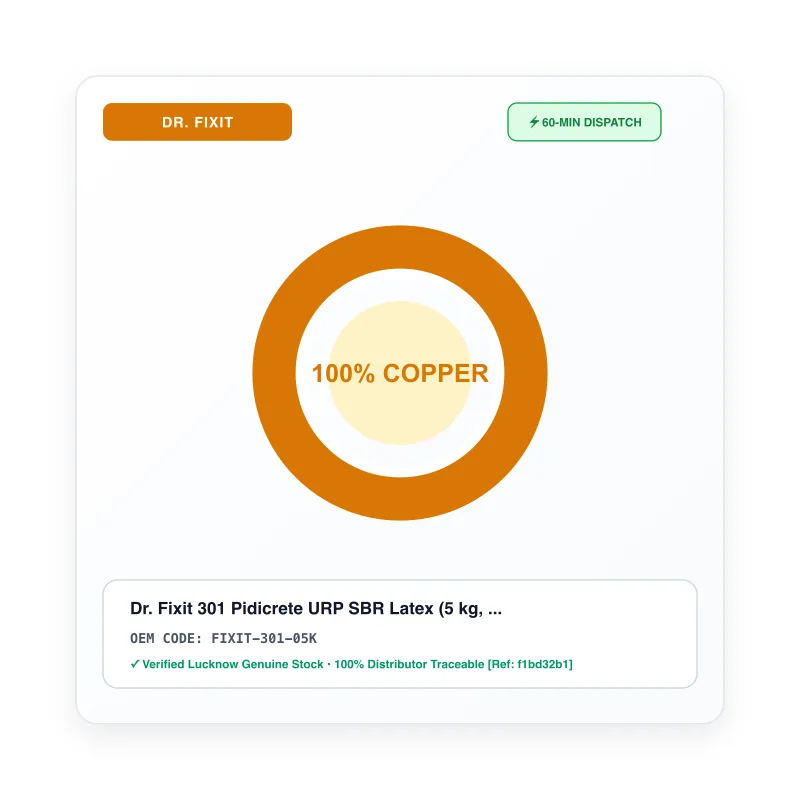 DR. FIXIT
⚡ 60-MIN DISPATCH
100% COPPER
Dr. Fixit 301 Pidicrete URP SBR Latex (5 kg, ...
OEM CODE: FIXIT-301-05K
✓ Verified Lucknow Genuine Stock • 100% Distributor Traceable [Ref: f1bd32b1]